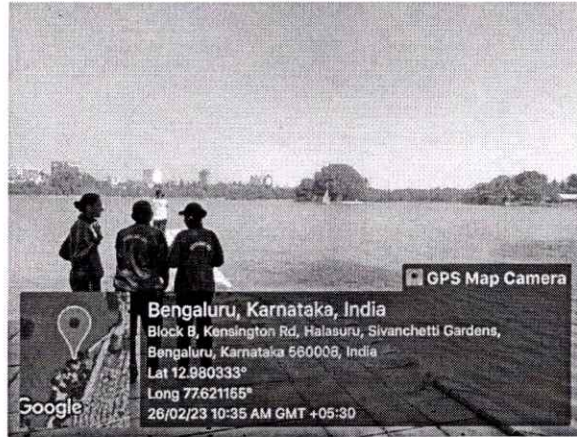 GPS Map Camera
Bengaluru, Karnataka, India
Block B, Kensington Rd, Halasuru, Sivanchetti Gardens,
Bengaluru, Karnataka 560008, India
Lat 12.980333°
Long 77.621155°
26/02/23 10:35 AM GMT +05:30
Google